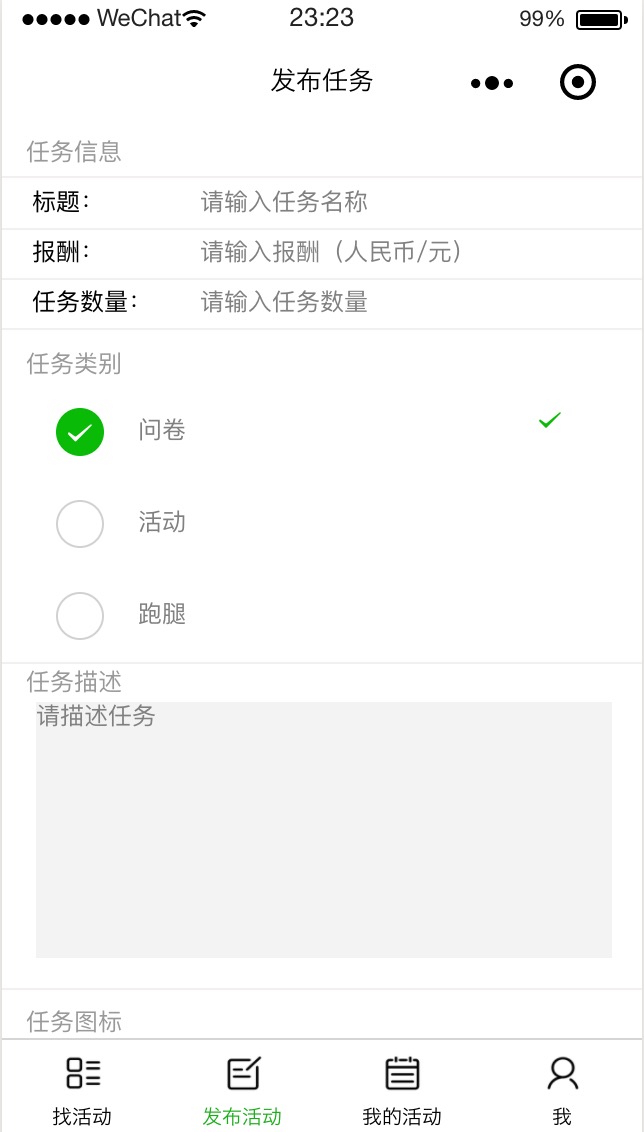 WeChat 23:23 99%
发布任务
任务信息
标题： 请输入任务名称
报酬： 请输入报酬（人民币/元）
任务数量： 请输入任务数量
任务类别
问卷
活动
跑腿
任务描述
请描述任务
任务图标
找活动 发布活动 我的活动 我